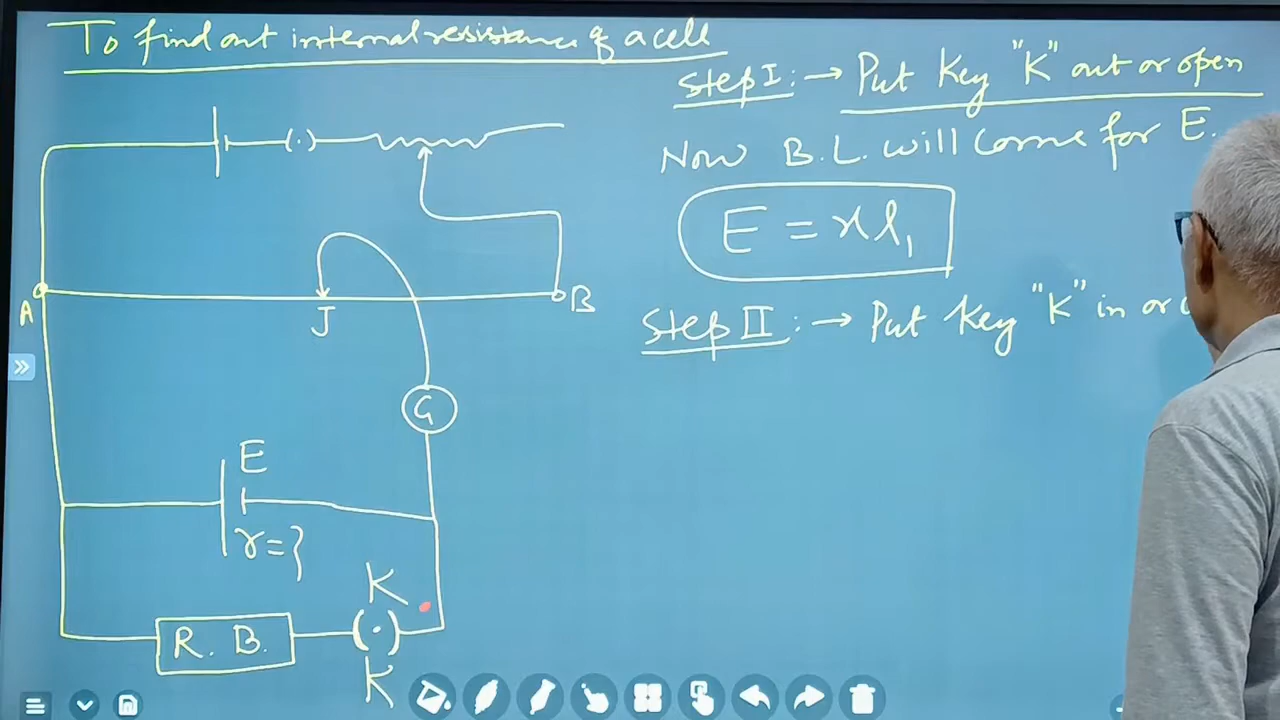 To find out internal resistance of a cell
Step I :→ Put Key "K" out or open
Now B.L. will come for E.
E = xl₁
Step II :→ Put Key "K" in or
A
J
B
G
E
r = ?
K
R. B.
K